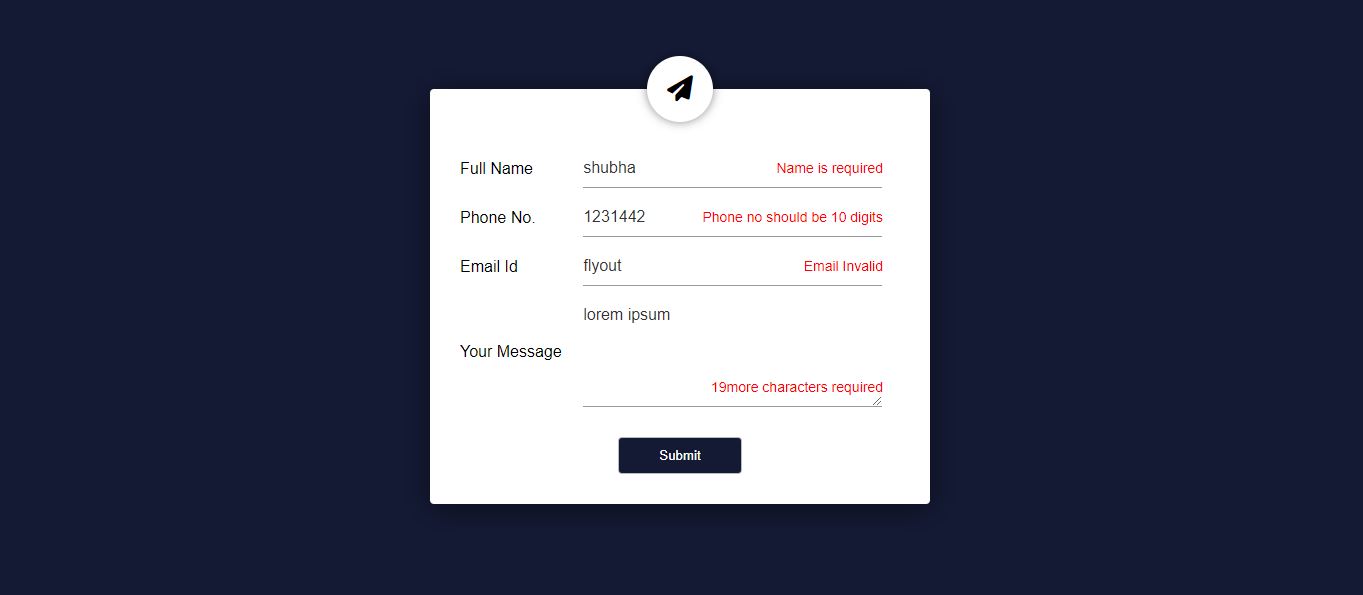 Full Name shubha Name is required
Phone No. 1231442 Phone no should be 10 digits
Email Id flyout Email Invalid
lorem ipsum
Your Message
19more characters required
Submit